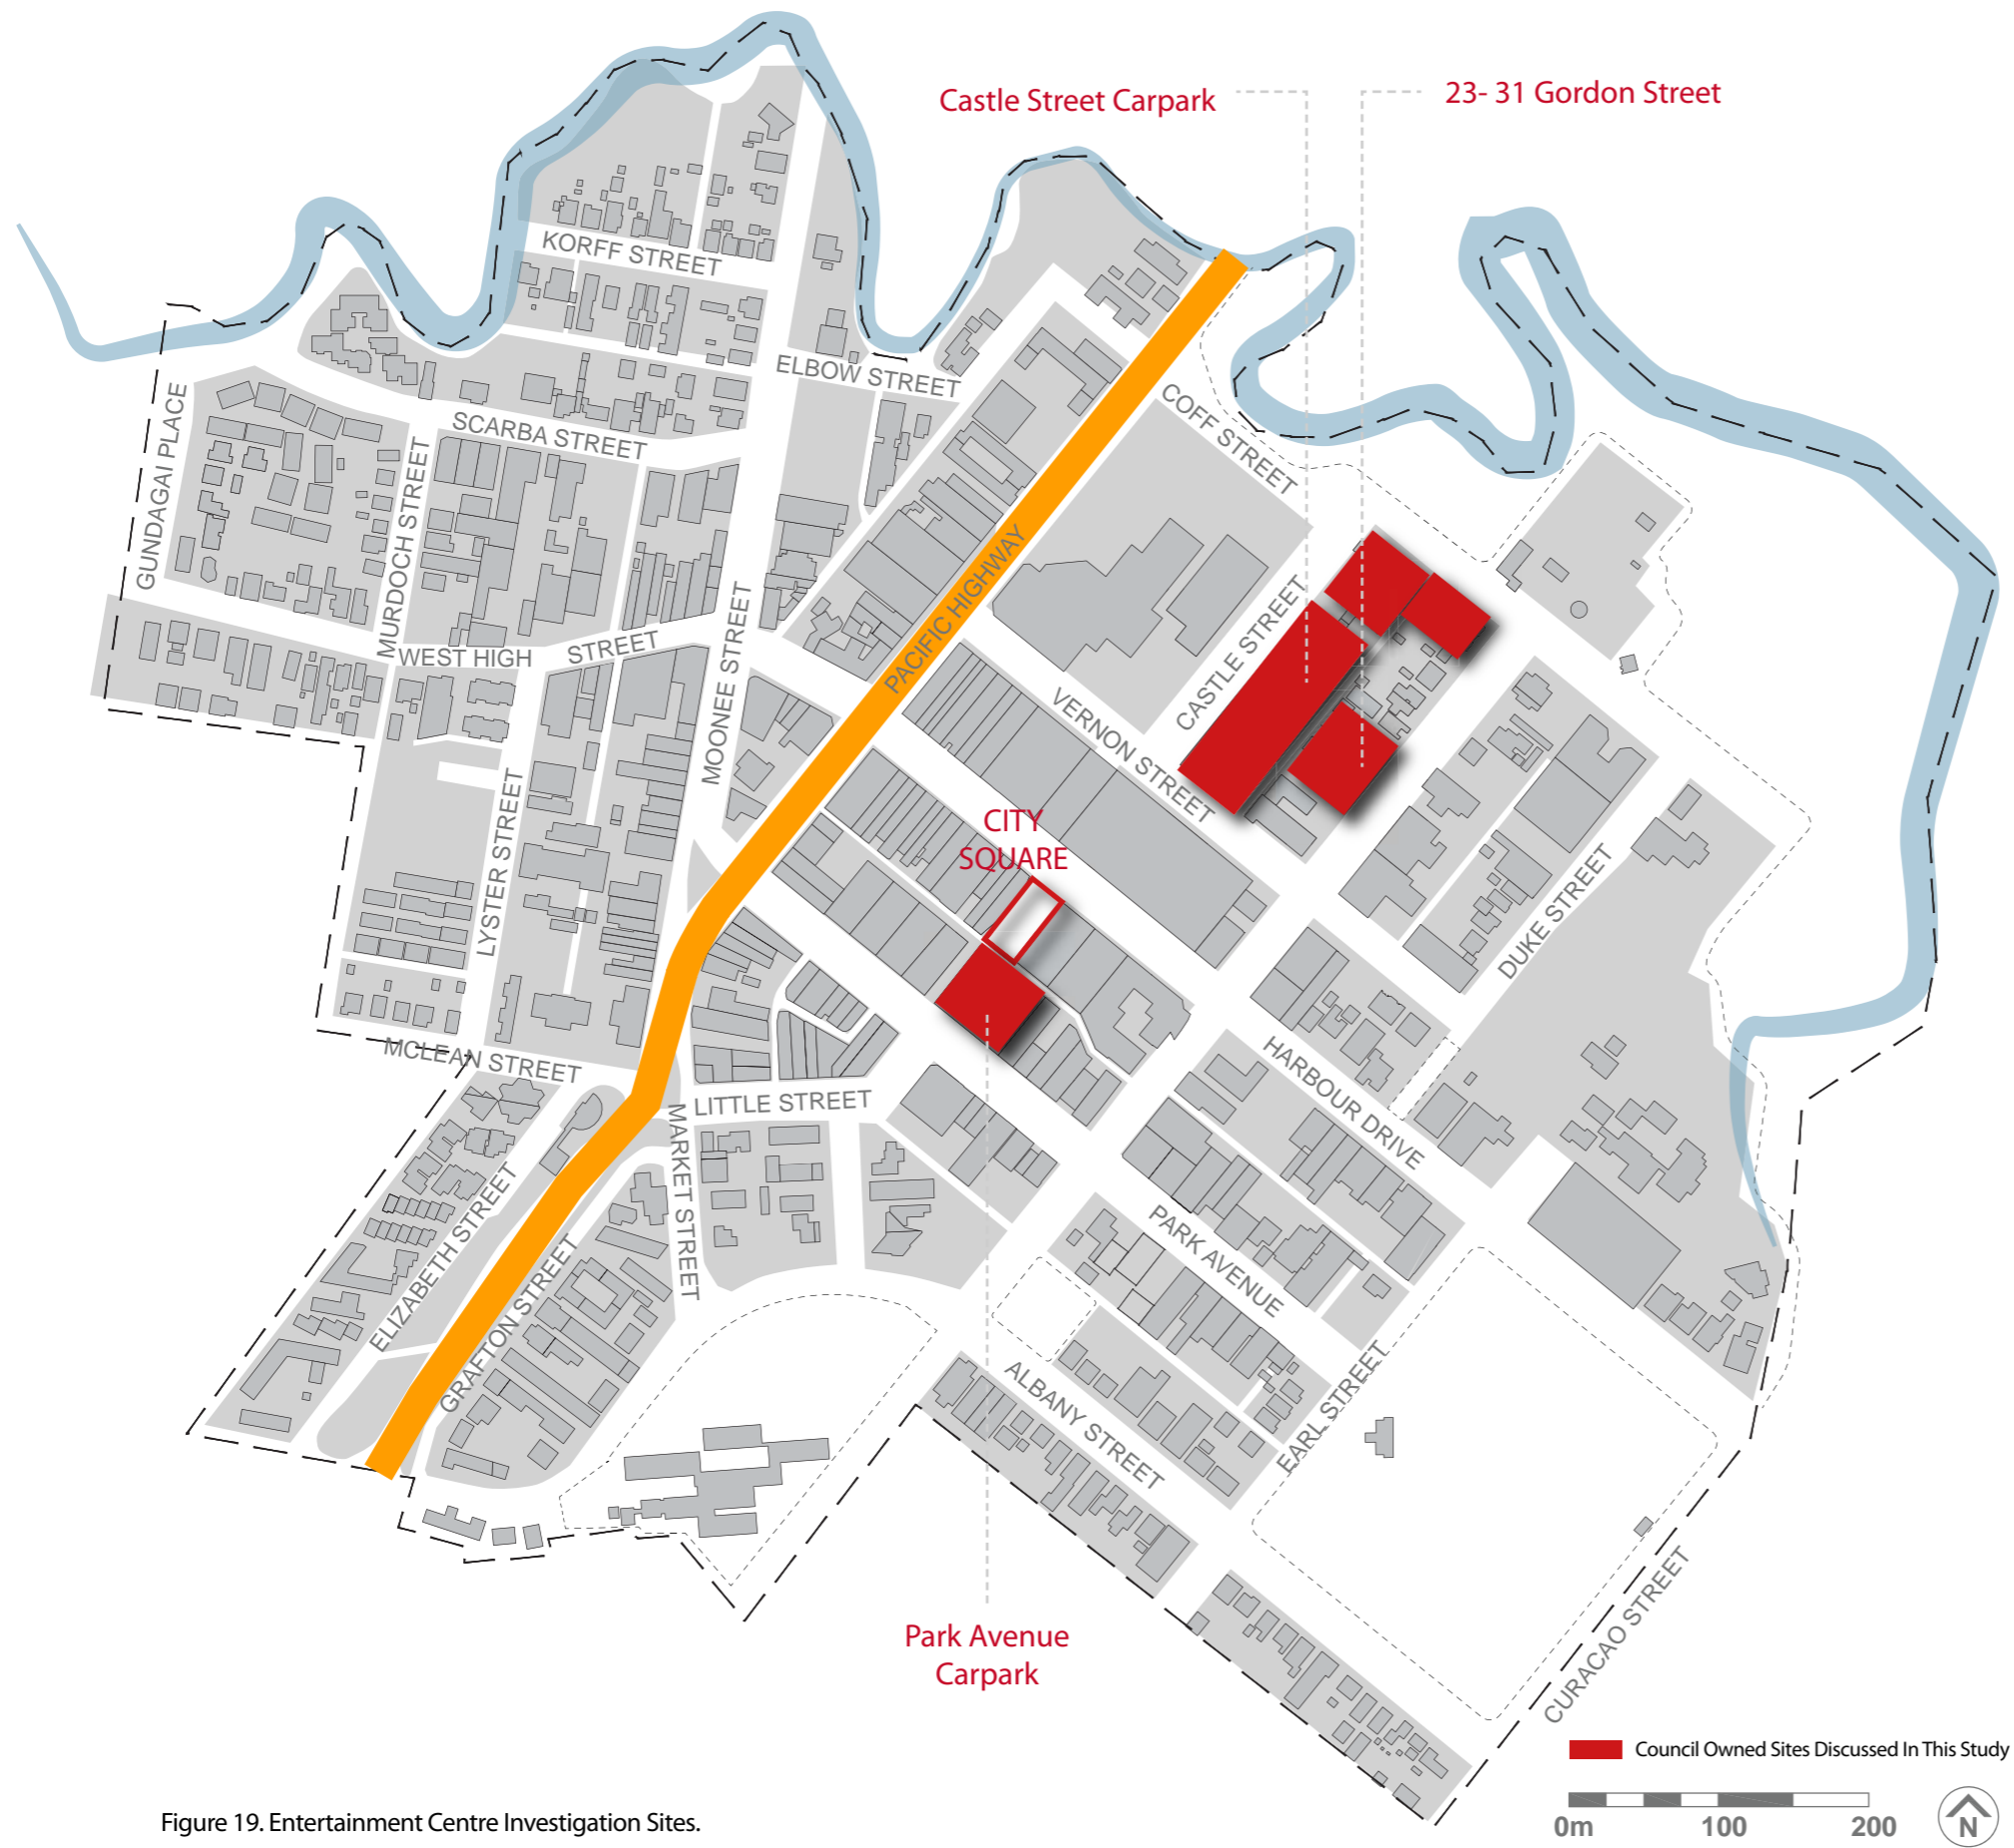 Castle Street Carpark
23- 31 Gordon Street
KORFF STREET
ELBOW STREET
COFF STREET
SCARBA STREET
GUNDAGAI PLACE
MURDOCH STREET
PACIFIC HIGHWAY
CASTLE STREET
WEST HIGH STREET
MOONEE STREET
VERNON STREET
LYSTER STREET
CITY
SQUARE
DUKE STREET
MCLEAN STREET
LITTLE STREET
HARBOUR DRIVE
MARKET STREET
ELIZABETH STREET
GRAFTON STREET
PARK AVENUE
ALBANY STREET
EARL STREET
CURACAO STREET
Park Avenue
Carpark
Council Owned Sites Discussed In This Study
0m 100 200
N
Figure 19. Entertainment Centre Investigation Sites.